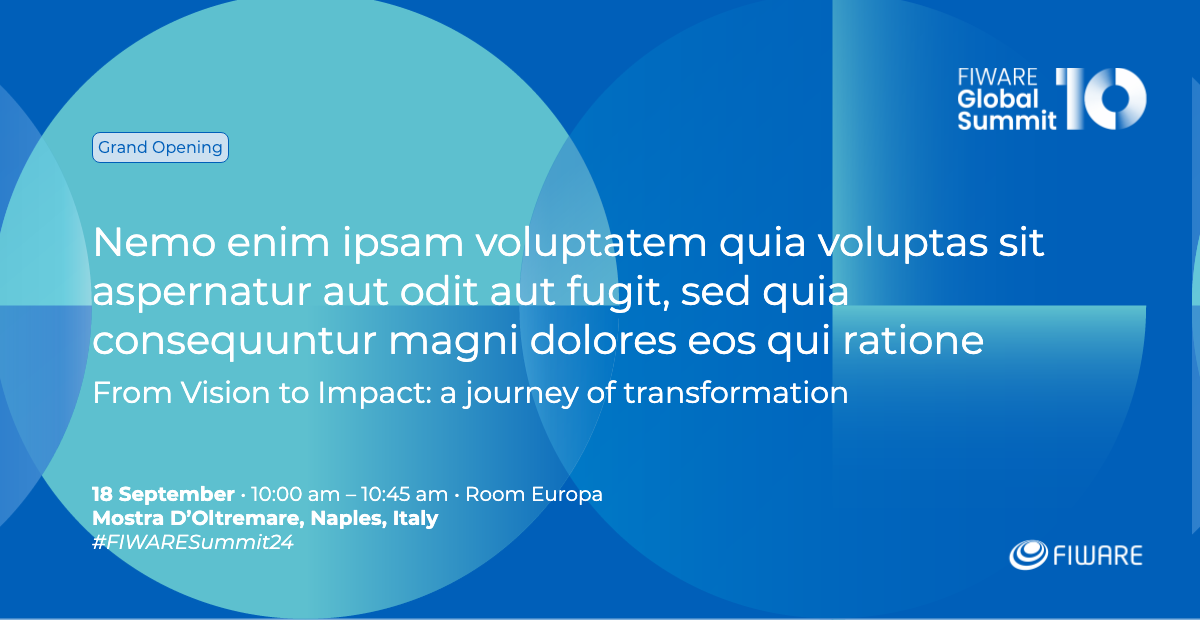 FIWARE
Global
Summit 10
Grand Opening
Nemo enim ipsam voluptatem quia voluptas sit
aspernatur aut odit aut fugit, sed quia
consequuntur magni dolores eos qui ratione
From Vision to Impact: a journey of transformation
18 September · 10:00 am – 10:45 am · Room Europa
Mostra D’Oltremare, Naples, Italy
#FIWARESummit24
FIWARE